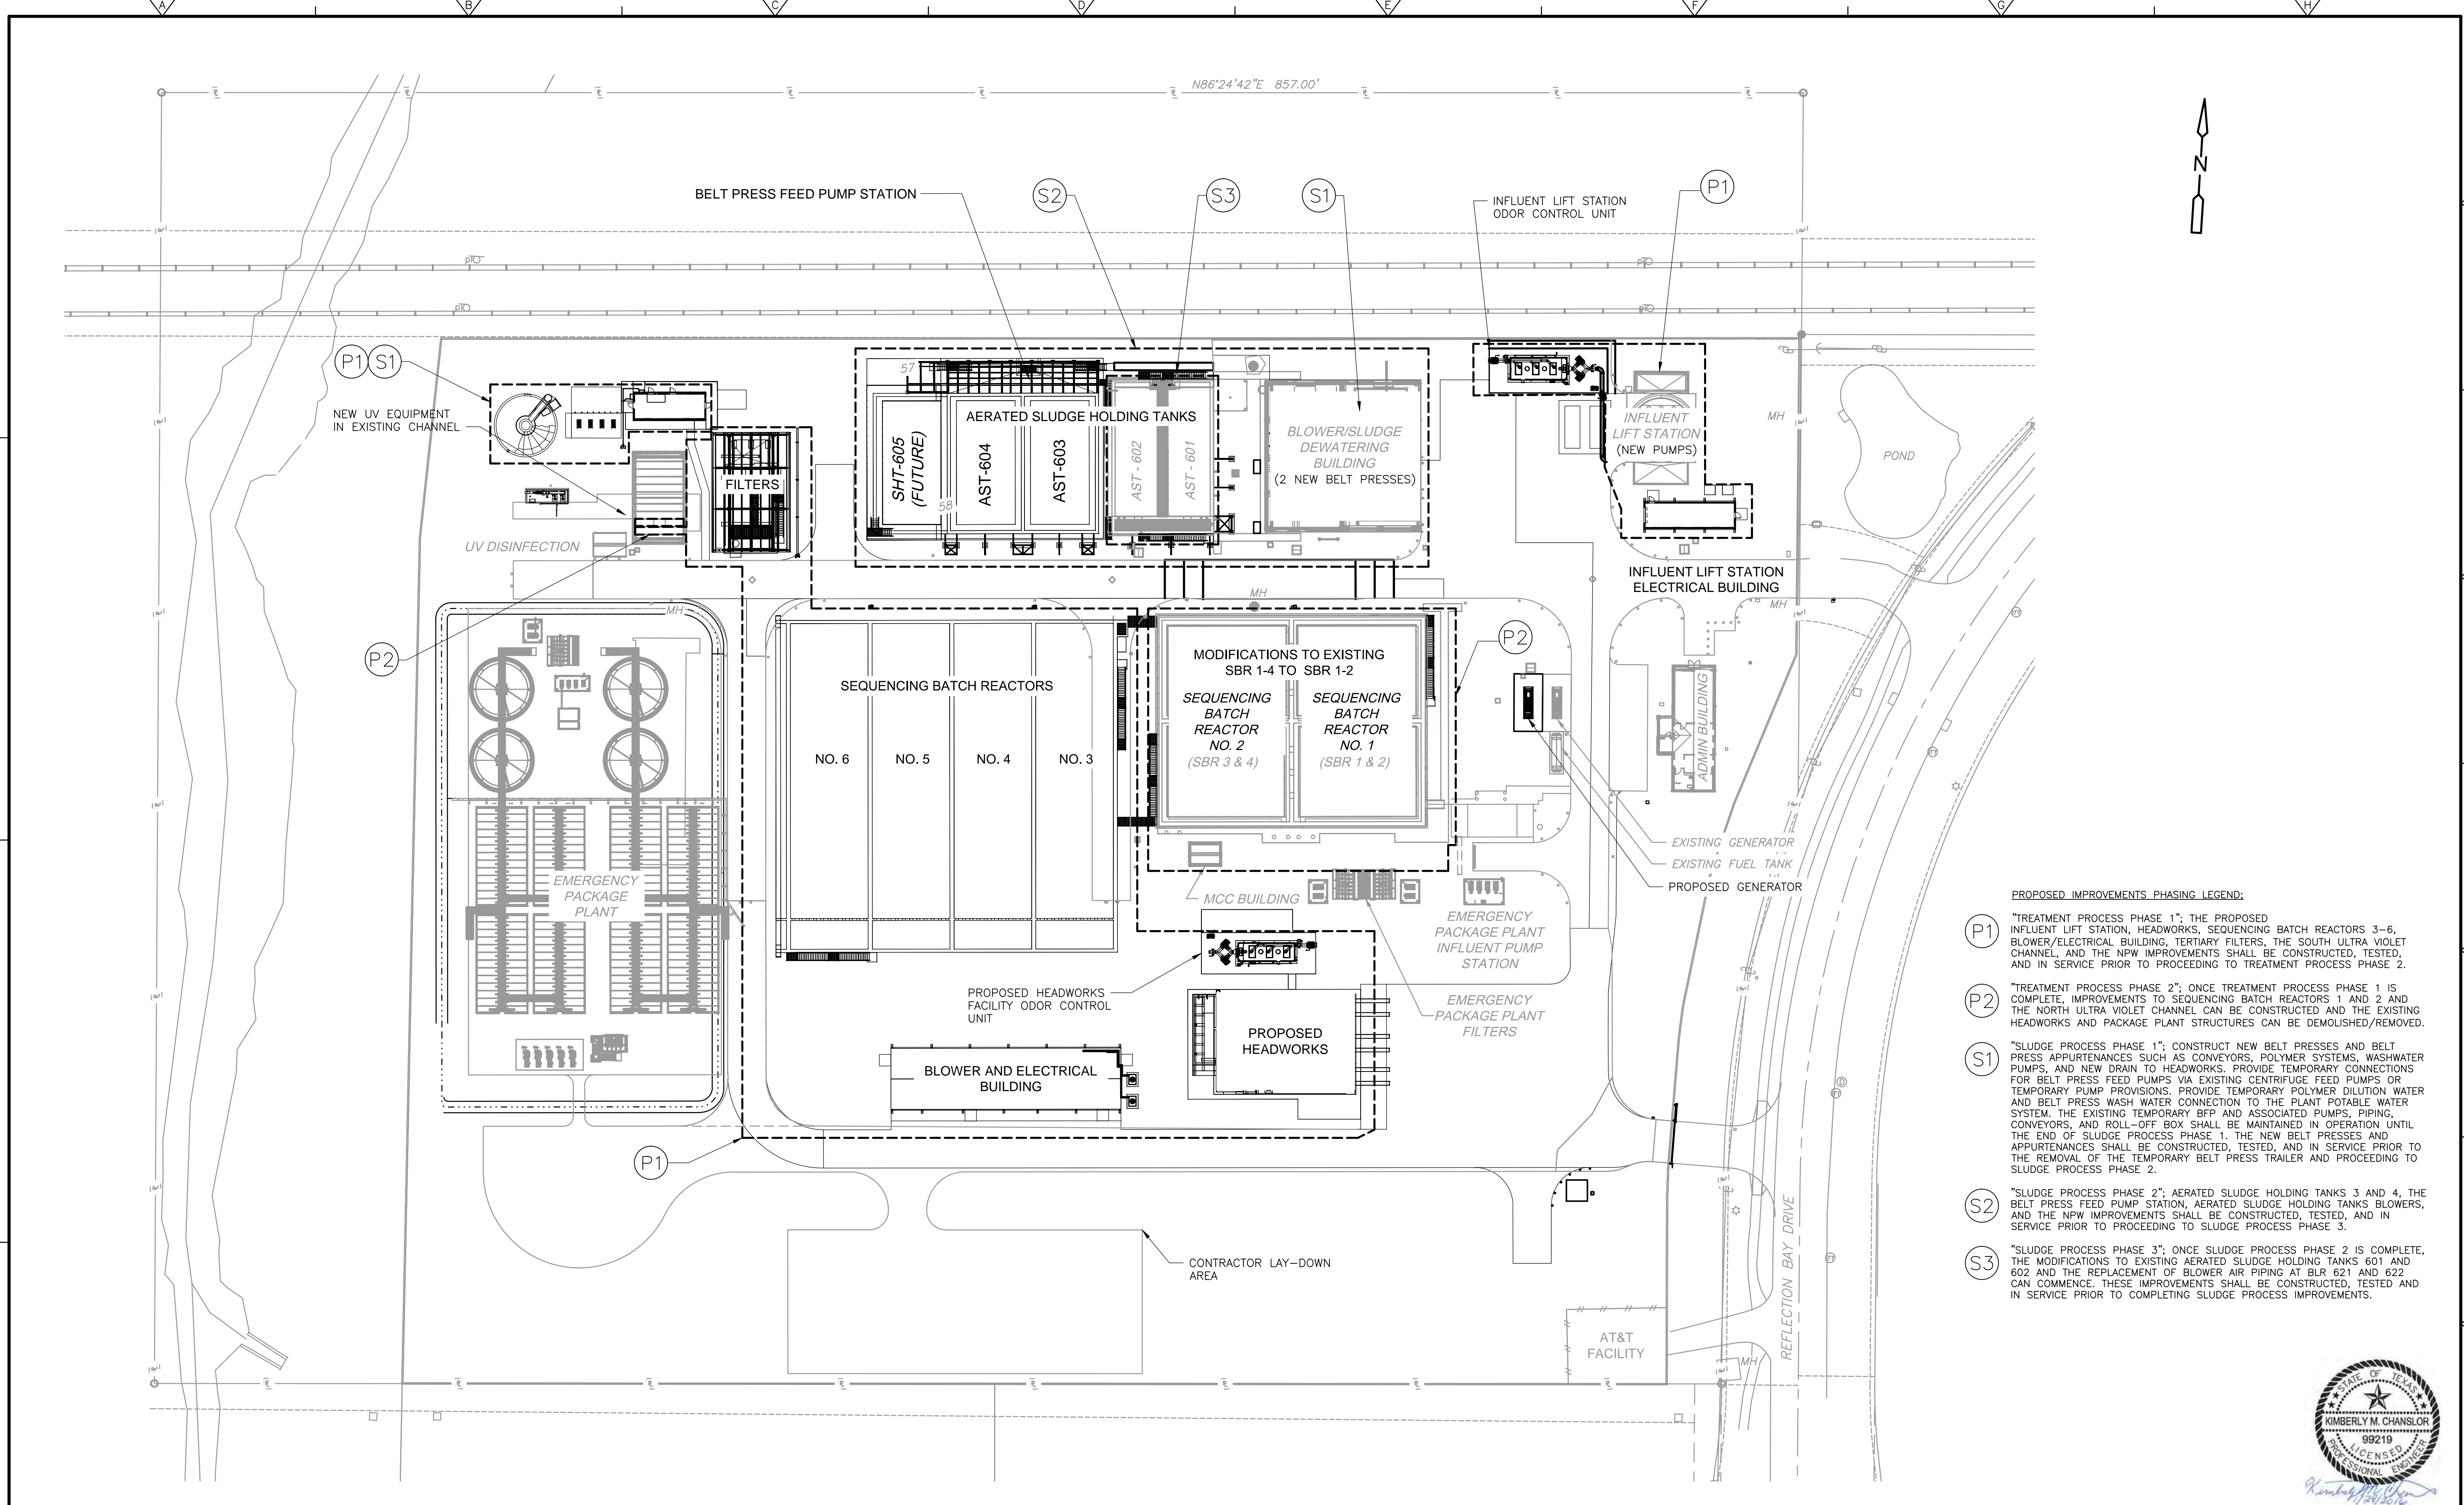 A B C D E F G H
N86°24'42"E 857.00'
N
BELT PRESS FEED PUMP STATION
S2
S3
S1
INFLUENT LIFT STATION
ODOR CONTROL UNIT
P1
P1 S1
NEW UV EQUIPMENT
IN EXISTING CHANNEL
57
58
AERATED SLUDGE HOLDING TANKS
SHT-605
(FUTURE)
AST-604
AST-603
AST - 602
AST - 601
BLOWER/SLUDGE
DEWATERING
BUILDING
(2 NEW BELT PRESSES)
INFLUENT
LIFT STATION
(NEW PUMPS)
MH
POND
FILTERS
UV DISINFECTION
INFLUENT LIFT STATION
ELECTRICAL BUILDING
MH
MH
MH
P2
P2
SEQUENCING BATCH REACTORS
NO. 6
NO. 5
NO. 4
NO. 3
MODIFICATIONS TO EXISTING
SBR 1-4 TO SBR 1-2
SEQUENCING
BATCH
REACTOR
NO. 2
(SBR 3 & 4)
SEQUENCING
BATCH
REACTOR
NO. 1
(SBR 1 & 2)
ADMIN BUILDING
EXISTING GENERATOR
EXISTING FUEL TANK
PROPOSED GENERATOR
EMERGENCY
PACKAGE
PLANT
MCC BUILDING
EMERGENCY
PACKAGE PLANT
INFLUENT PUMP
STATION
EMERGENCY
PACKAGE PLANT
FILTERS
PROPOSED HEADWORKS
FACILITY ODOR CONTROL
UNIT
PROPOSED
HEADWORKS
BLOWER AND ELECTRICAL
BUILDING
P1
CONTRACTOR LAY-DOWN
AREA
REFLECTION BAY DRIVE
AT&T
FACILITY
MH
PROPOSED IMPROVEMENTS PHASING LEGEND:
P1
"TREATMENT PROCESS PHASE 1"; THE PROPOSED
INFLUENT LIFT STATION, HEADWORKS, SEQUENCING BATCH REACTORS 3-6,
BLOWER/ELECTRICAL BUILDING, TERTIARY FILTERS, THE SOUTH ULTRA VIOLET
CHANNEL, AND THE NPW IMPROVEMENTS SHALL BE CONSTRUCTED, TESTED,
AND IN SERVICE PRIOR TO PROCEEDING TO TREATMENT PROCESS PHASE 2.
P2
"TREATMENT PROCESS PHASE 2"; ONCE TREATMENT PROCESS PHASE 1 IS
COMPLETE, IMPROVEMENTS TO SEQUENCING BATCH REACTORS 1 AND 2 AND
THE NORTH ULTRA VIOLET CHANNEL CAN BE CONSTRUCTED AND THE EXISTING
HEADWORKS AND PACKAGE PLANT STRUCTURES CAN BE DEMOLISHED/REMOVED.
S1
"SLUDGE PROCESS PHASE 1"; CONSTRUCT NEW BELT PRESSES AND BELT
PRESS APPURTENANCES SUCH AS CONVEYORS, POLYMER SYSTEMS, WASHWATER
PUMPS, AND NEW DRAIN TO HEADWORKS. PROVIDE TEMPORARY CONNECTIONS
FOR BELT PRESS FEED PUMPS VIA EXISTING CENTRIFUGE FEED PUMPS OR
TEMPORARY PUMP PROVISIONS. PROVIDE TEMPORARY POLYMER DILUTION WATER
AND BELT PRESS WASH WATER CONNECTION TO THE PLANT POTABLE WATER
SYSTEM. THE EXISTING TEMPORARY BFP AND ASSOCIATED PUMPS, PIPING,
CONVEYORS, AND ROLL-OFF BOX SHALL BE MAINTAINED IN OPERATION UNTIL
THE END OF SLUDGE PROCESS PHASE 1. THE NEW BELT PRESSES AND
APPURTENANCES SHALL BE CONSTRUCTED, TESTED, AND IN SERVICE PRIOR TO
THE REMOVAL OF THE TEMPORARY BELT PRESS TRAILER AND PROCEEDING TO
SLUDGE PROCESS PHASE 2.
S2
"SLUDGE PROCESS PHASE 2"; AERATED SLUDGE HOLDING TANKS 3 AND 4, THE
BELT PRESS FEED PUMP STATION, AERATED SLUDGE HOLDING TANKS BLOWERS,
AND THE NPW IMPROVEMENTS SHALL BE CONSTRUCTED, TESTED, AND IN
SERVICE PRIOR TO PROCEEDING TO SLUDGE PROCESS PHASE 3.
S3
"SLUDGE PROCESS PHASE 3"; ONCE SLUDGE PROCESS PHASE 2 IS COMPLETE,
THE MODIFICATIONS TO EXISTING AERATED SLUDGE HOLDING TANKS 601 AND
602 AND THE REPLACEMENT OF BLOWER AIR PIPING AT BLR 621 AND 622
CAN COMMENCE. THESE IMPROVEMENTS SHALL BE CONSTRUCTED, TESTED AND
IN SERVICE PRIOR TO COMPLETING SLUDGE PROCESS IMPROVEMENTS.
STATE OF TEXAS
KIMBERLY M. CHANSLOR
99219
LICENSED
PROFESSIONAL ENGINEER